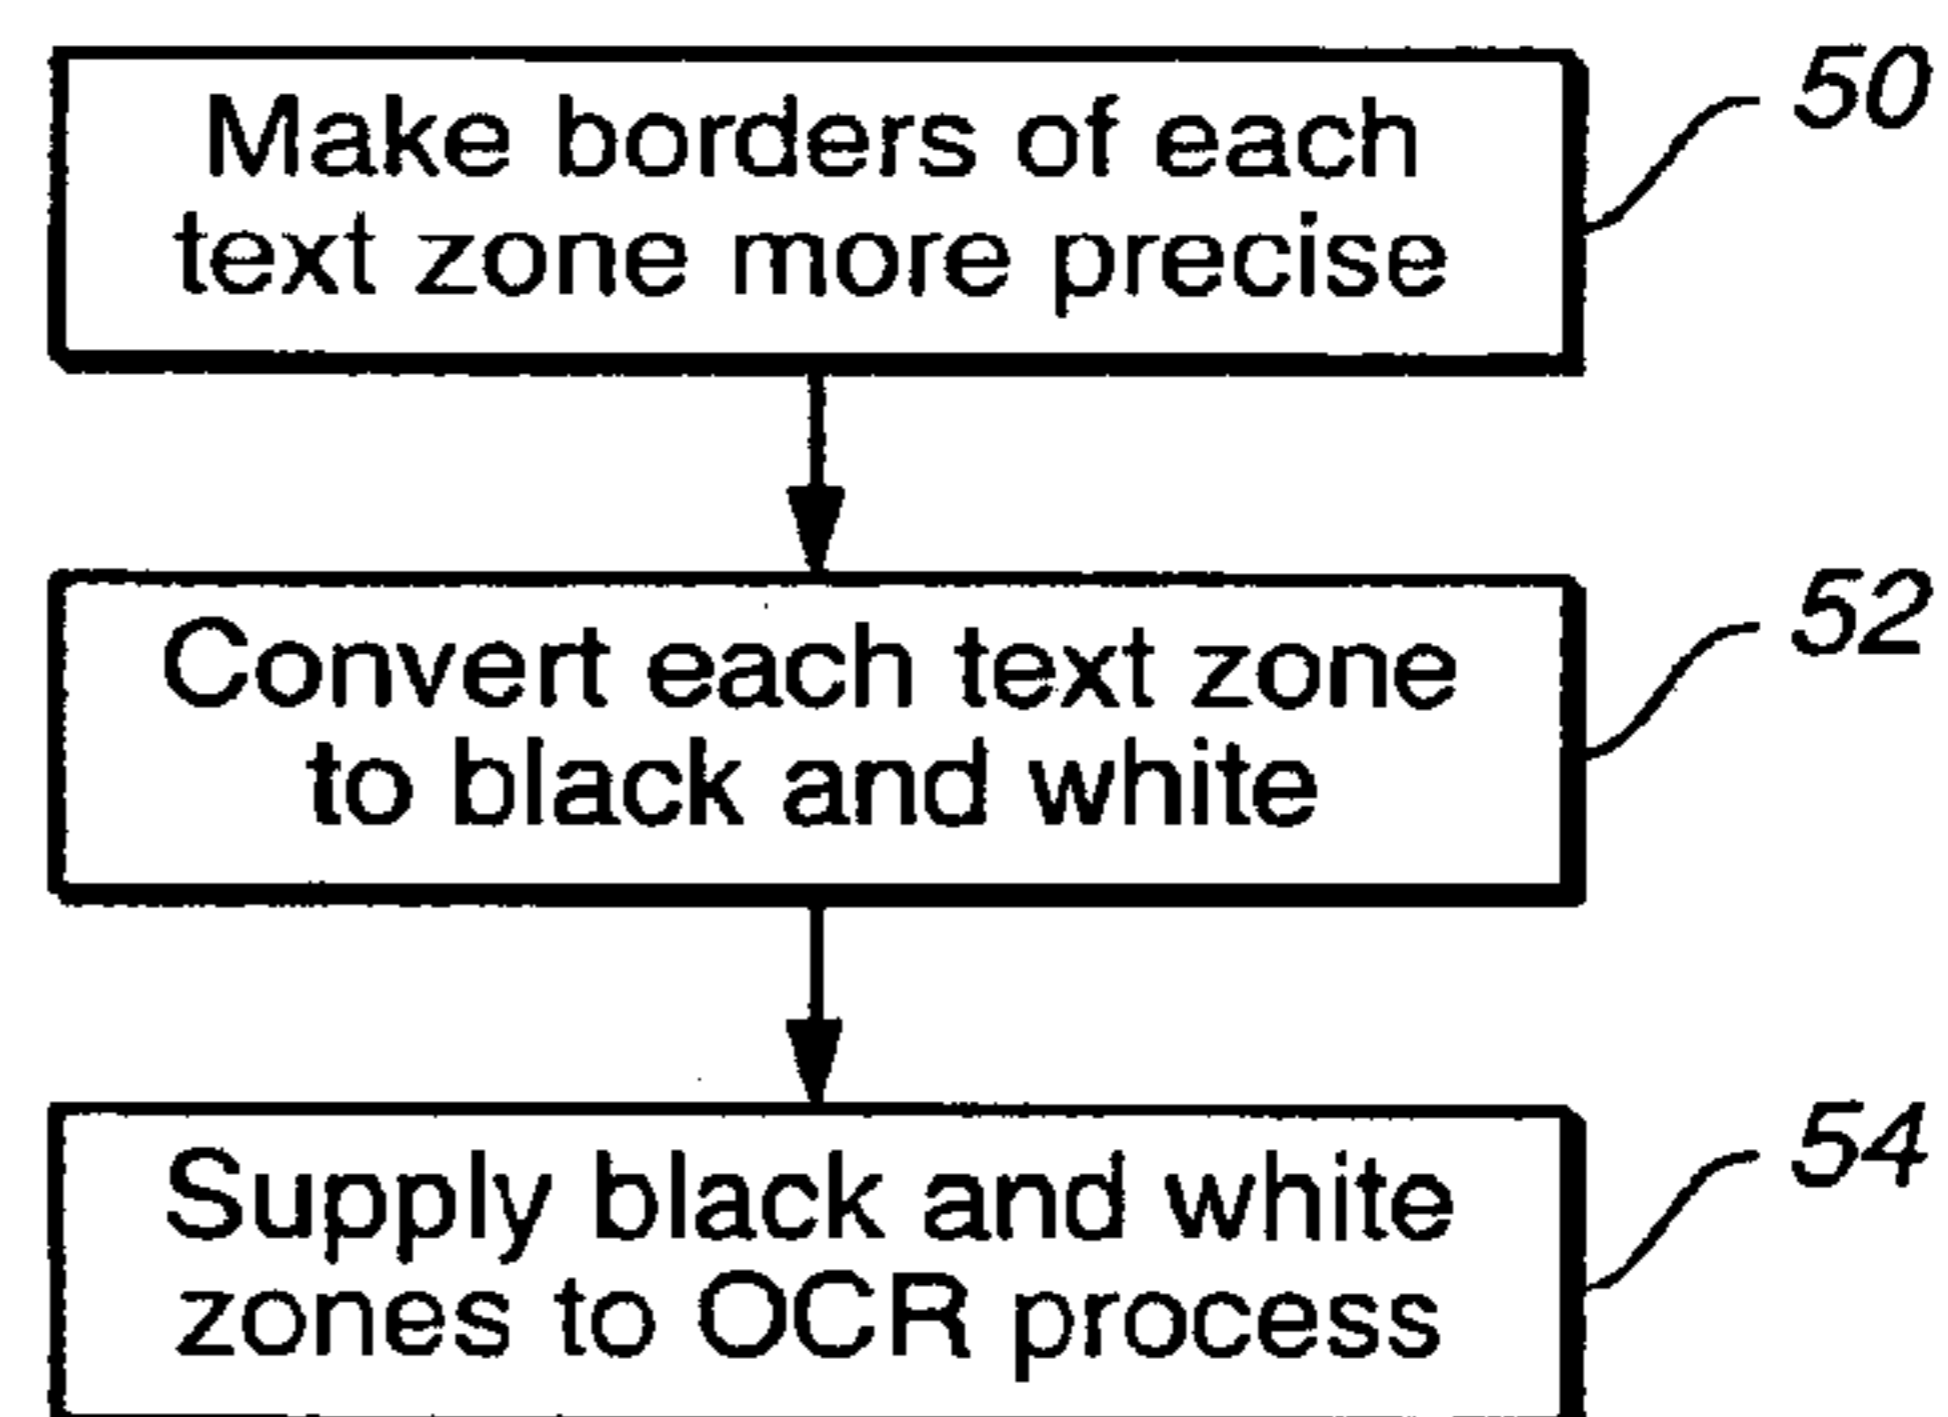 Make borders of each
text zone more precise
50
Convert each text zone
to black and white
52
Supply black and white
zones to OCR process
54